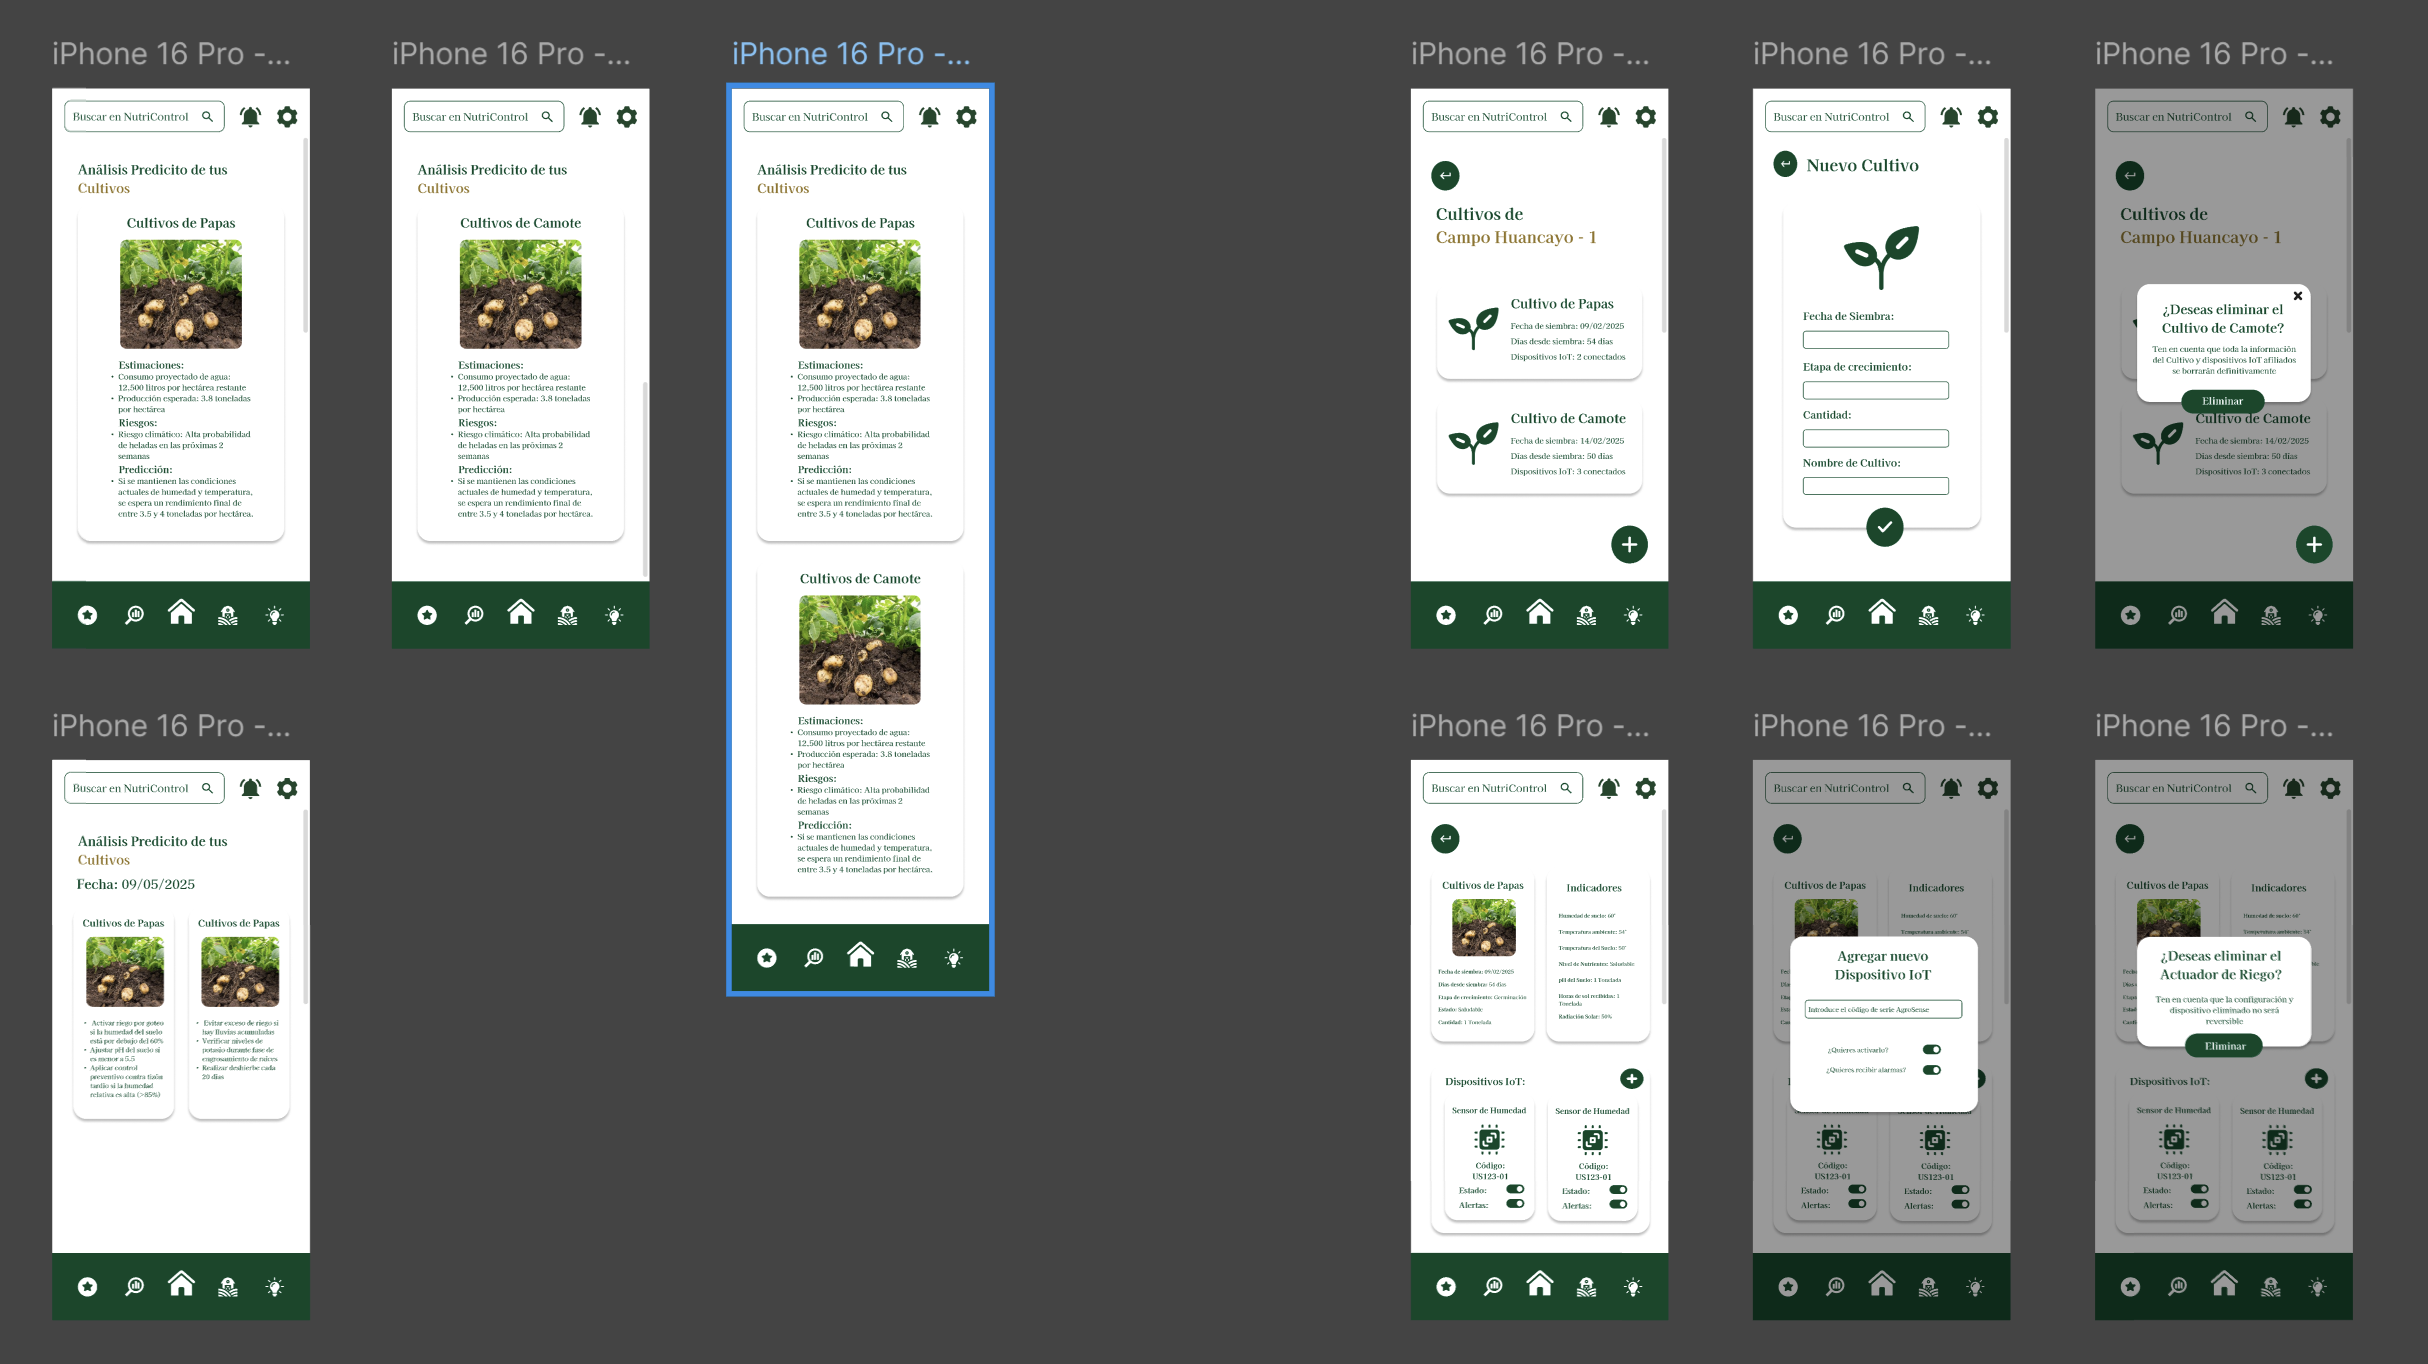 iPhone 16 Pro -...
Buscar en NutriControl
Análisis Predicito de tus
Cultivos
Cultivos de Papas
Estimaciones:
• Consumo proyectado de agua:
12,500 litros por hectárea restante
• Producción esperada: 3.8 toneladas
por hectárea
Riesgos:
• Riesgo climático: Alta probabilidad
de heladas en las próximas 2
semanas
Predicción:
• Si se mantienen las condiciones
actuales de humedad y temperatura,
se espera un rendimiento final de
entre 3.5 y 4 toneladas por hectárea.
iPhone 16 Pro -...
Buscar en NutriControl
Análisis Predicito de tus
Cultivos
Cultivos de Camote
Estimaciones:
• Consumo proyectado de agua:
12,500 litros por hectárea restante
• Producción esperada: 3.8 toneladas
por hectárea
Riesgos:
• Riesgo climático: Alta probabilidad
de heladas en las próximas 2
semanas
Predicción:
• Si se mantienen las condiciones
actuales de humedad y temperatura,
se espera un rendimiento final de
entre 3.5 y 4 toneladas por hectárea.
iPhone 16 Pro -...
Buscar en NutriControl
Análisis Predicito de tus
Cultivos
Cultivos de Papas
Estimaciones:
• Consumo proyectado de agua:
12,500 litros por hectárea restante
• Producción esperada: 3.8 toneladas
por hectárea
Riesgos:
• Riesgo climático: Alta probabilidad
de heladas en las próximas 2
semanas
Predicción:
• Si se mantienen las condiciones
actuales de humedad y temperatura,
se espera un rendimiento final de
entre 3.5 y 4 toneladas por hectárea.
Cultivos de Camote
Estimaciones:
• Consumo proyectado de agua:
12,500 litros por hectárea restante
• Producción esperada: 3.8 toneladas
por hectárea
Riesgos:
• Riesgo climático: Alta probabilidad
de heladas en las próximas 2
semanas
Predicción:
• Si se mantienen las condiciones
actuales de humedad y temperatura,
se espera un rendimiento final de
entre 3.5 y 4 toneladas por hectárea.
iPhone 16 Pro -...
Buscar en NutriControl
Cultivos de
Campo Huancayo - 1
Cultivo de Papas
Fecha de siembra: 09/02/2025
Días desde siembra: 54 días
Dispositivos IoT: 2 conectados
Cultivo de Camote
Fecha de siembra: 14/02/2025
Días desde siembra: 50 días
Dispositivos IoT: 3 conectados
iPhone 16 Pro -...
Buscar en NutriControl
Nuevo Cultivo
Fecha de Siembra:
Etapa de crecimiento:
Cantidad:
Nombre de Cultivo:
iPhone 16 Pro -...
Buscar en NutriControl
Cultivos de
Campo Huancayo - 1
¿Deseas eliminar el
Cultivo de Camote?
Ten en cuenta que toda la información
del Cultivo y dispositivos IoT afiliados
se borrarán definitivamente
Eliminar
Cultivo de Camote
Fecha de siembra: 14/02/2025
Días desde siembra: 50 días
Dispositivos IoT: 3 conectados
iPhone 16 Pro -...
Buscar en NutriControl
Análisis Predicito de tus
Cultivos
Fecha: 09/05/2025
Cultivos de Papas
• Activar riego por goteo
si la humedad del suelo
está por debajo del 60%
• Ajustar pH del suelo si
es menor a 5.5
• Aplicar control
preventivo contra tizón
tardío si la humedad
relativa es alta (>85%)
Cultivos de Papas
• Evitar exceso de riego si
hay lluvias acumuladas
• Verificar niveles de
potasio durante fase de
engrosamiento de raíces
• Realizar deshierbe cada
20 días
iPhone 16 Pro -...
Buscar en NutriControl
Cultivos de Papas
Fecha de siembra: 09/02/2025
Días desde siembra: 54 días
Etapa de crecimiento: Germinación
Estado: Saludable
Cantidad: 1 Tonelada
Indicadores
Humedad de suelo: 60°
Temperatura ambiente: 54°
Temperatura del Suelo: 50°
Nivel de Nutrientes: Saludable
pH del Suelo: 1 Tonelada
Horas de sol recibidas: 1
Tonelada
Radiación Solar: 50%
Dispositivos IoT:
Sensor de Humedad
Código:
US123-01
Estado:
Alertas:
Sensor de Humedad
Código:
US123-01
Estado:
Alertas:
iPhone 16 Pro -...
Buscar en NutriControl
Cultivos de Papas
Indicadores
Humedad de suelo: 60°
Temperatura ambiente: 54°
Agregar nuevo
Dispositivo IoT
Introduce el código de serie AgroSense
¿Quieres activarlo?
¿Quieres recibir alarmas?
Código:
US123-01
Estado:
Alertas:
Código:
US123-01
Estado:
Alertas:
iPhone 16 Pro -...
Buscar en NutriControl
Cultivos de Papas
Indicadores
Humedad de suelo: 60°
Temperatura ambiente: 54°
¿Deseas eliminar el
Actuador de Riego?
Ten en cuenta que la configuración y
dispositivo eliminado no será
reversible
Eliminar
Dispositivos IoT:
Sensor de Humedad
Código:
US123-01
Estado:
Alertas:
Sensor de Humedad
Código:
US123-01
Estado:
Alertas: